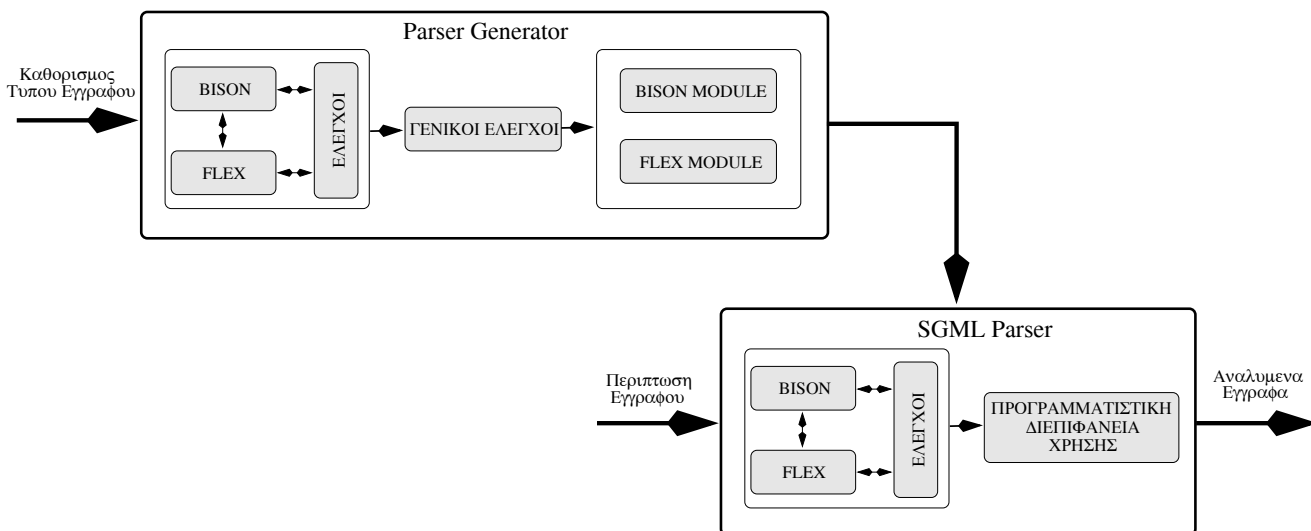 Parser Generator
Καθορισμος
Τυπου Εγγραφου
BISON
FLEX
ΕΛΕΓΧΟΙ
ΓΕΝΙΚΟΙ ΕΛΕΓΧΟΙ
BISON MODULE
FLEX MODULE
SGML Parser
Περιπτωση
Εγγραφου
BISON
FLEX
ΕΛΕΓΧΟΙ
ΠΡΟΓΡΑΜΜΑΤΙΣΤΙΚΗ
ΔΙΕΠΙΦΑΝΕΙΑ
ΧΡΗΣΗΣ
Αναλυμενα
Εγγραφα